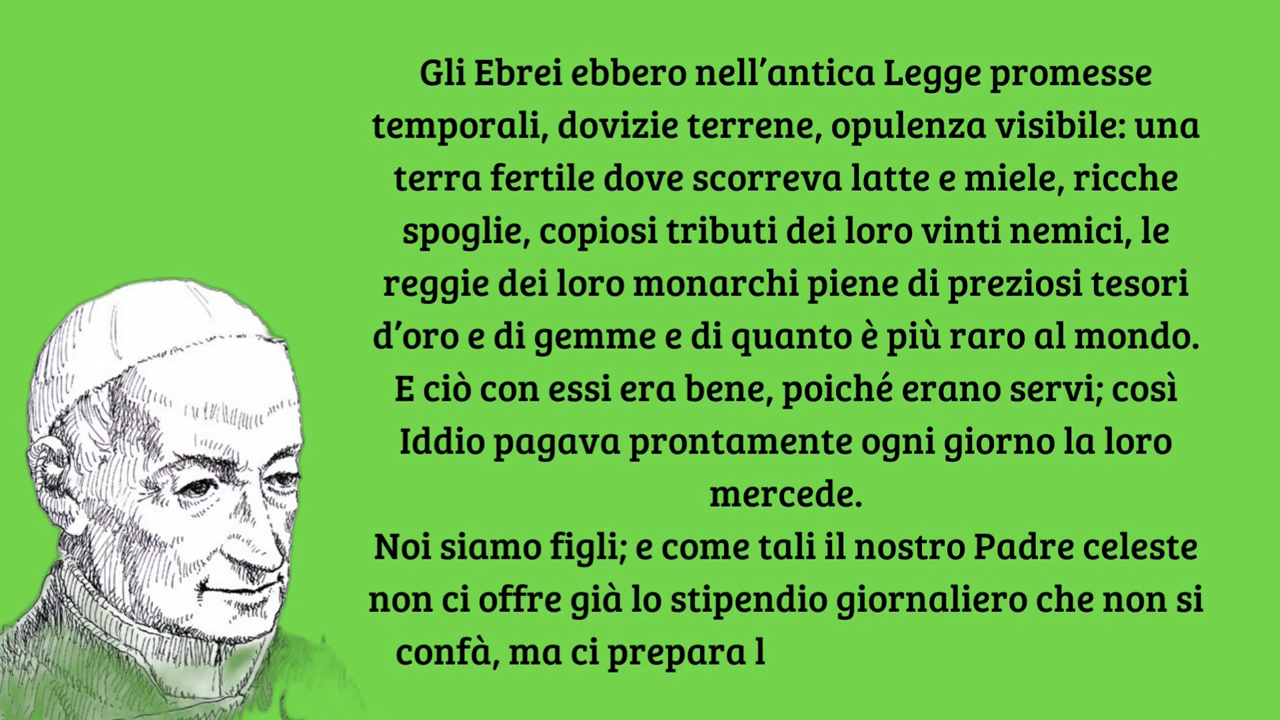 Gli Ebrei ebbero nell’antica Legge promesse
temporali, dovizie terrene, opulenza visibile: una
terra fertile dove scorreva latte e miele, ricche
spoglie, copiosi tributi dei loro vinti nemici, le
reggie dei loro monarchi piene di preziosi tesori
d’oro e di gemme e di quanto è più raro al mondo.
E ciò con essi era bene, poiché erano servi; così
Iddio pagava prontamente ogni giorno la loro
mercede.
Noi siamo figli; e come tali il nostro Padre celeste
non ci offre già lo stipendio giornaliero che non si
confà, ma ci prepara l